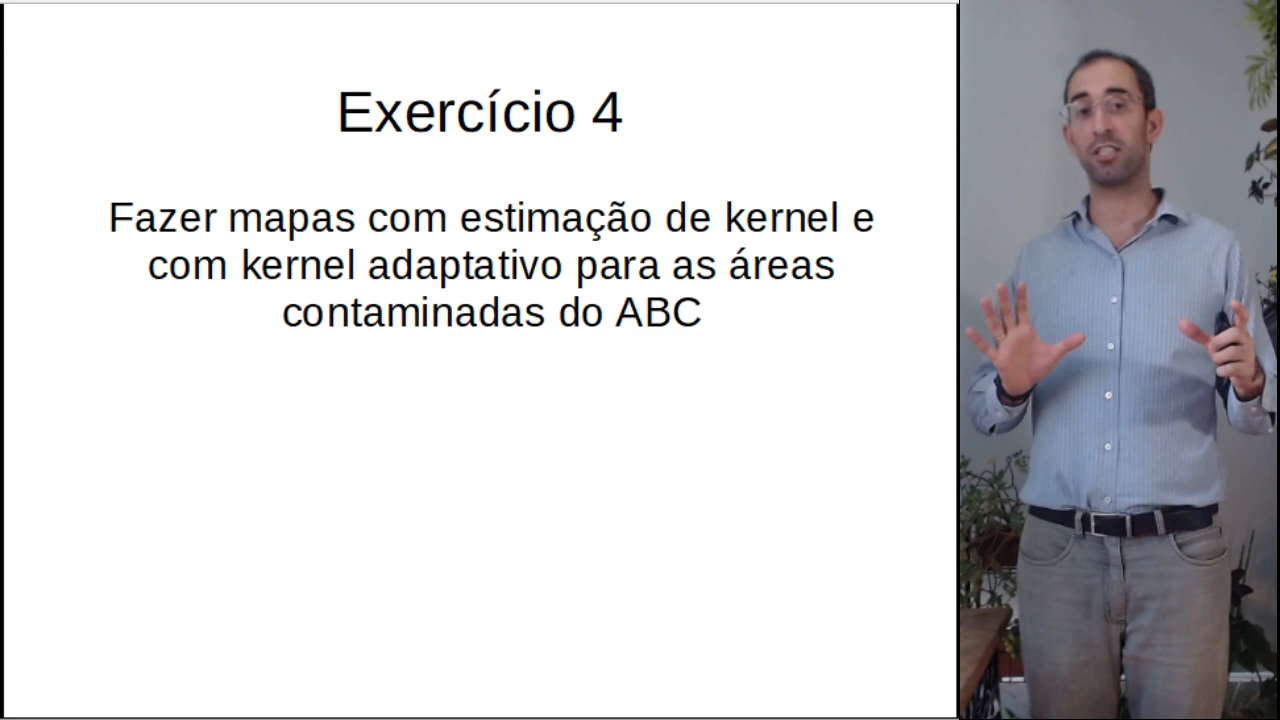 Exercício 4
Fazer mapas com estimação de kernel e
com kernel adaptativo para as áreas
contaminadas do ABC